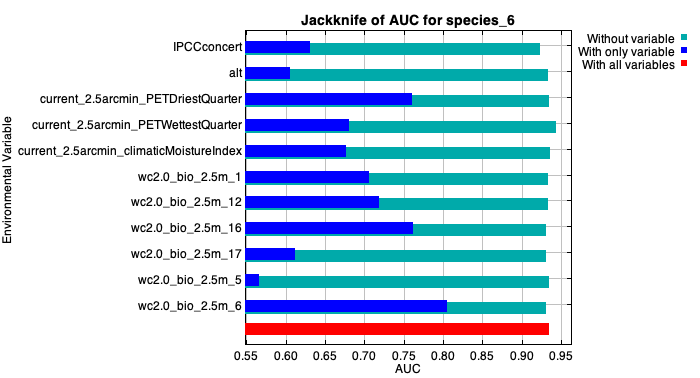 Jackknife of AUC for species_6
Without variable
With only variable
With all variables
Environmental Variable
IPCCconcert
alt
current_2.5arcmin_PETDriestQuarter
current_2.5arcmin_PETWettestQuarter
current_2.5arcmin_climaticMoistureIndex
wc2.0_bio_2.5m_1
wc2.0_bio_2.5m_12
wc2.0_bio_2.5m_16
wc2.0_bio_2.5m_17
wc2.0_bio_2.5m_5
wc2.0_bio_2.5m_6
0.55 0.60 0.65 0.70 0.75 0.80 0.85 0.90 0.95
AUC